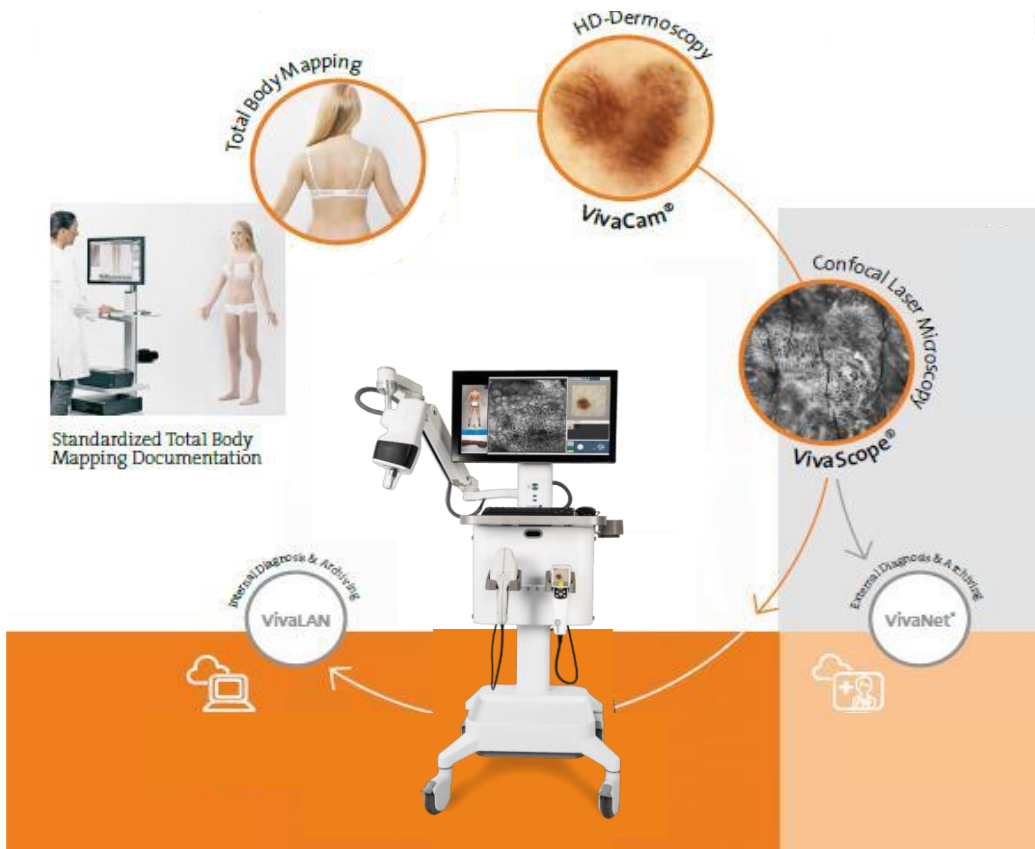 Total Body Mapping
HD-Dermoscopy
VivaCam®
Confocal Laser Microscopy
VivaScope®
Standardized Total Body
Mapping Documentation
Internal Diagnosis & Archiving
VivaLAN
External Diagnosis & Archiving
VivaNet®